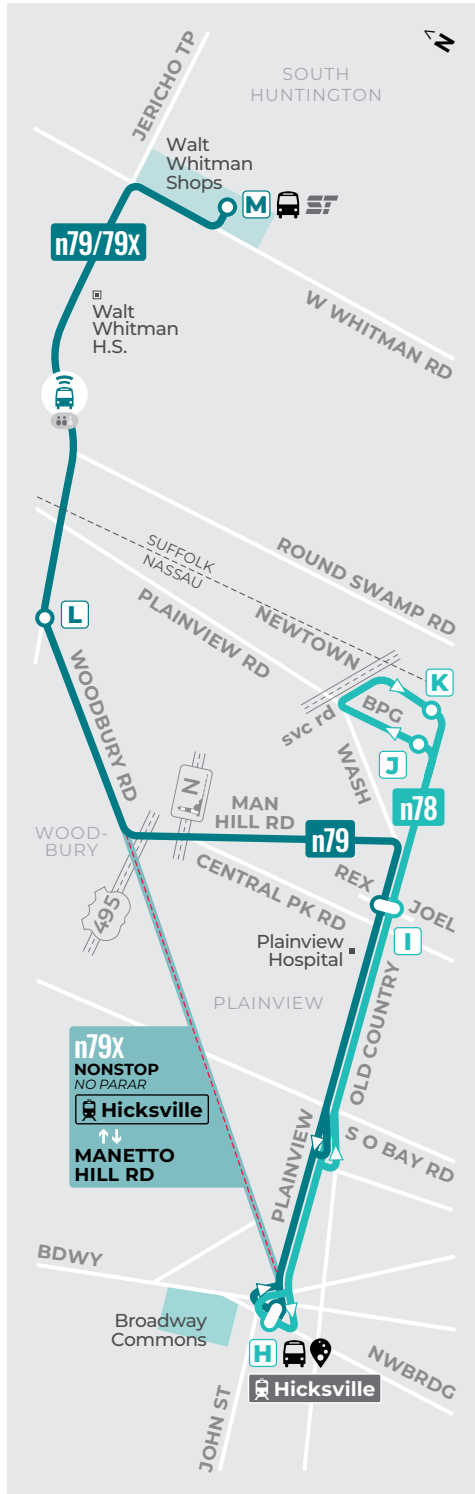 N
JERICHO TP
SOUTH
HUNTINGTON
Walt
Whitman
Shops
M
ST
n79/79x
Walt
Whitman
H.S.
W WHITMAN RD
SUFFOLK
NASSAU
ROUND SWAMP RD
PLAINVIEW RD
NEWTOWN
L
K
BPG
svc rd
J
WOODBURY RD
WASH
n78
N
MAN
HILL RD
n79
WOOD-
BURY
495
CENTRAL PK RD
REX
JOEL
I
Plainview
Hospital
PLAINVIEW
OLD COUNTRY
n79x
NONSTOP
NO PARAR
Hicksville
MANETTO
HILL RD
PLAINVIEW
S O BAY RD
BDWY
Broadway
Commons
H
NWBRDG
Hicksville
JOHN ST